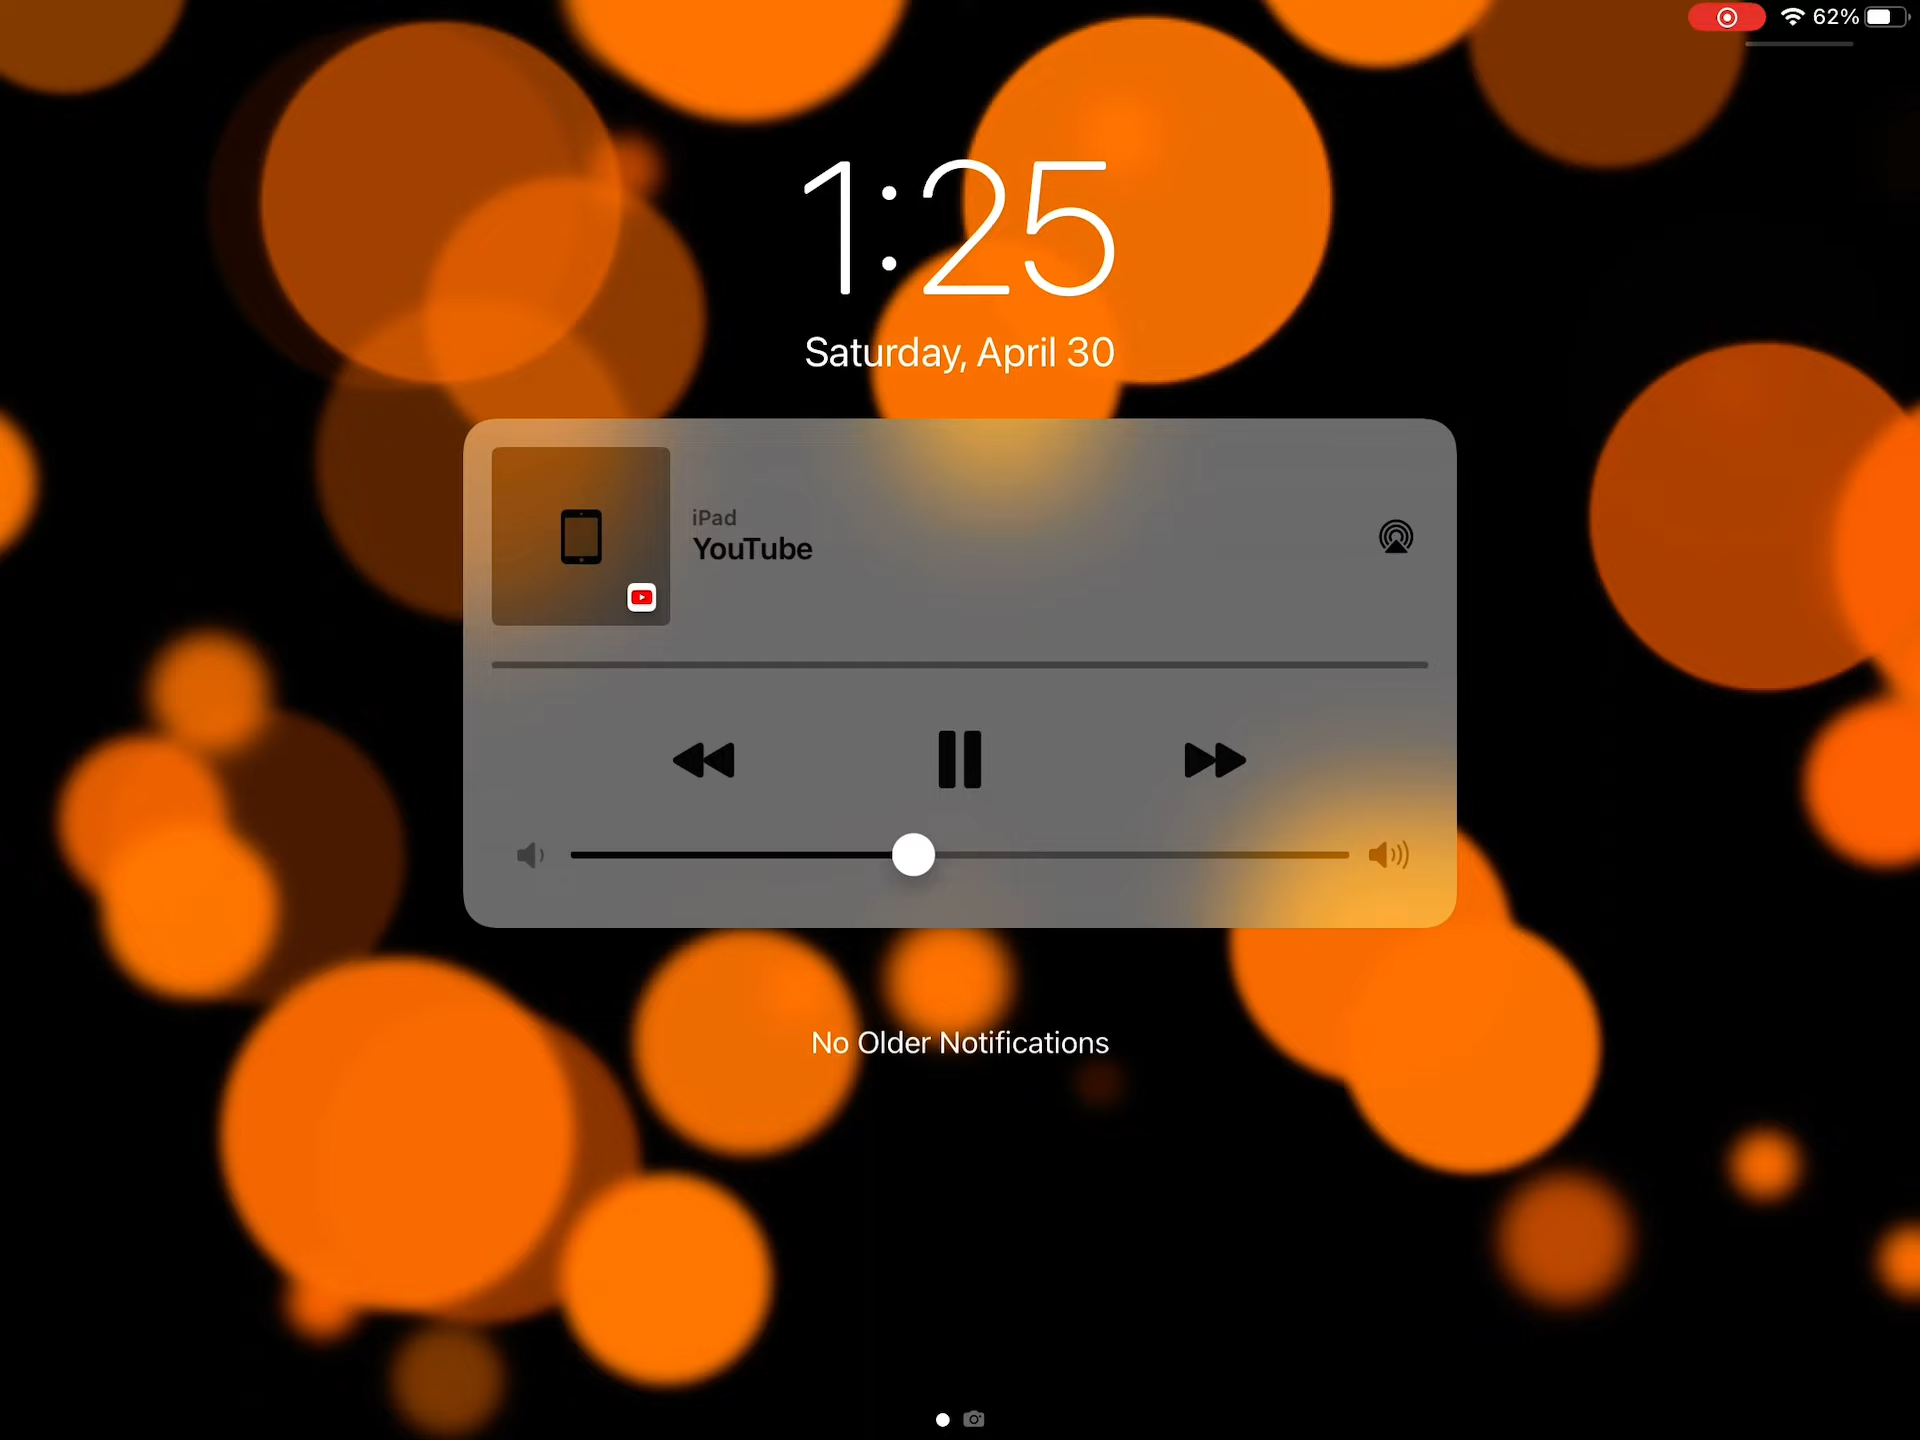 62%
1:25
Saturday, April 30
iPad
YouTube
No Older Notifications